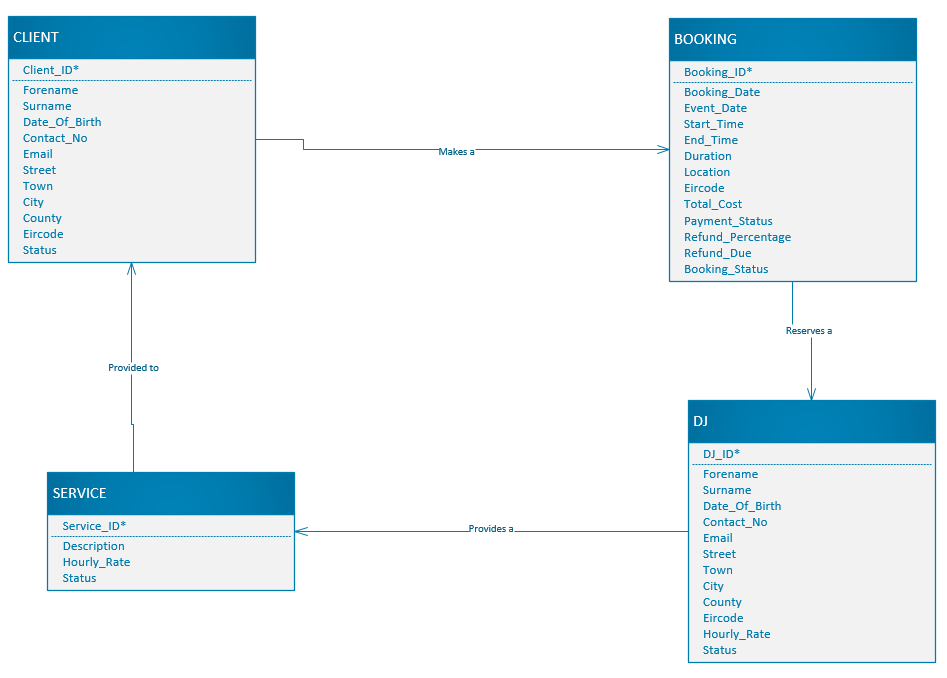 CLIENT
Client_ID*
Forename
Surname
Date_Of_Birth
Contact_No
Email
Street
Town
City
County
Eircode
Status
Makes a
BOOKING
Booking_ID*
Booking_Date
Event_Date
Start_Time
End_Time
Duration
Location
Eircode
Total_Cost
Payment_Status
Refund_Percentage
Refund_Due
Booking_Status
Provided to
Reserves a
SERVICE
Service_ID*
Description
Hourly_Rate
Status
Provides a
DJ
DJ_ID*
Forename
Surname
Date_Of_Birth
Contact_No
Email
Street
Town
City
County
Eircode
Hourly_Rate
Status